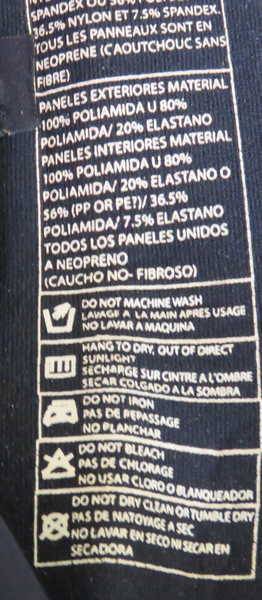 SPANDEX OU 56%
36.5% NYLON ET 7.5% SPANDEX.
TOUS LES PANNEAUX SONT EN
NEOPRENE (CAOUTCHOUC SANS
FIBRE)
PANELES EXTERIORES MATERIAL
100% POLIAMIDA U 80%
POLIAMIDA/ 20% ELASTANO
PANELES INTERIORES MATERIAL
100% POLIAMIDA U 80%
POLIAMIDA/ 20% ELASTANO O
56% (PP OR PE?)/ 36.5%
POLIAMIDA/ 7.5% ELASTANO
TODOS LOS PANELES UNIDOS
A NEOPRENO
(CAUCHO NO- FIBROSO)
DO NOT MACHINE WASH
LAVAGE A LA MAIN APRES USAGE
NO LAVAR A MAQUINA
HANG TO DRY, OUT OF DIRECT
SUNLIGHT
SECHARGE SUR CINTRE A L'OMBRE
SECAR COLGADO A LA SOMBRA
DO NOT IRON
PAS DE REPASSAGE
NO PLANCHAR
DO NOT BLEACH
PAS DE CHLORAGE
NO USAR CLORO O BLANQUEADOR
DO NOT DRY CLEAN OR TUMBLE DRY
PAS DE NATOYAGE A SEC
NO LAVAR EN SECO NI SECAR EN
SECADORA